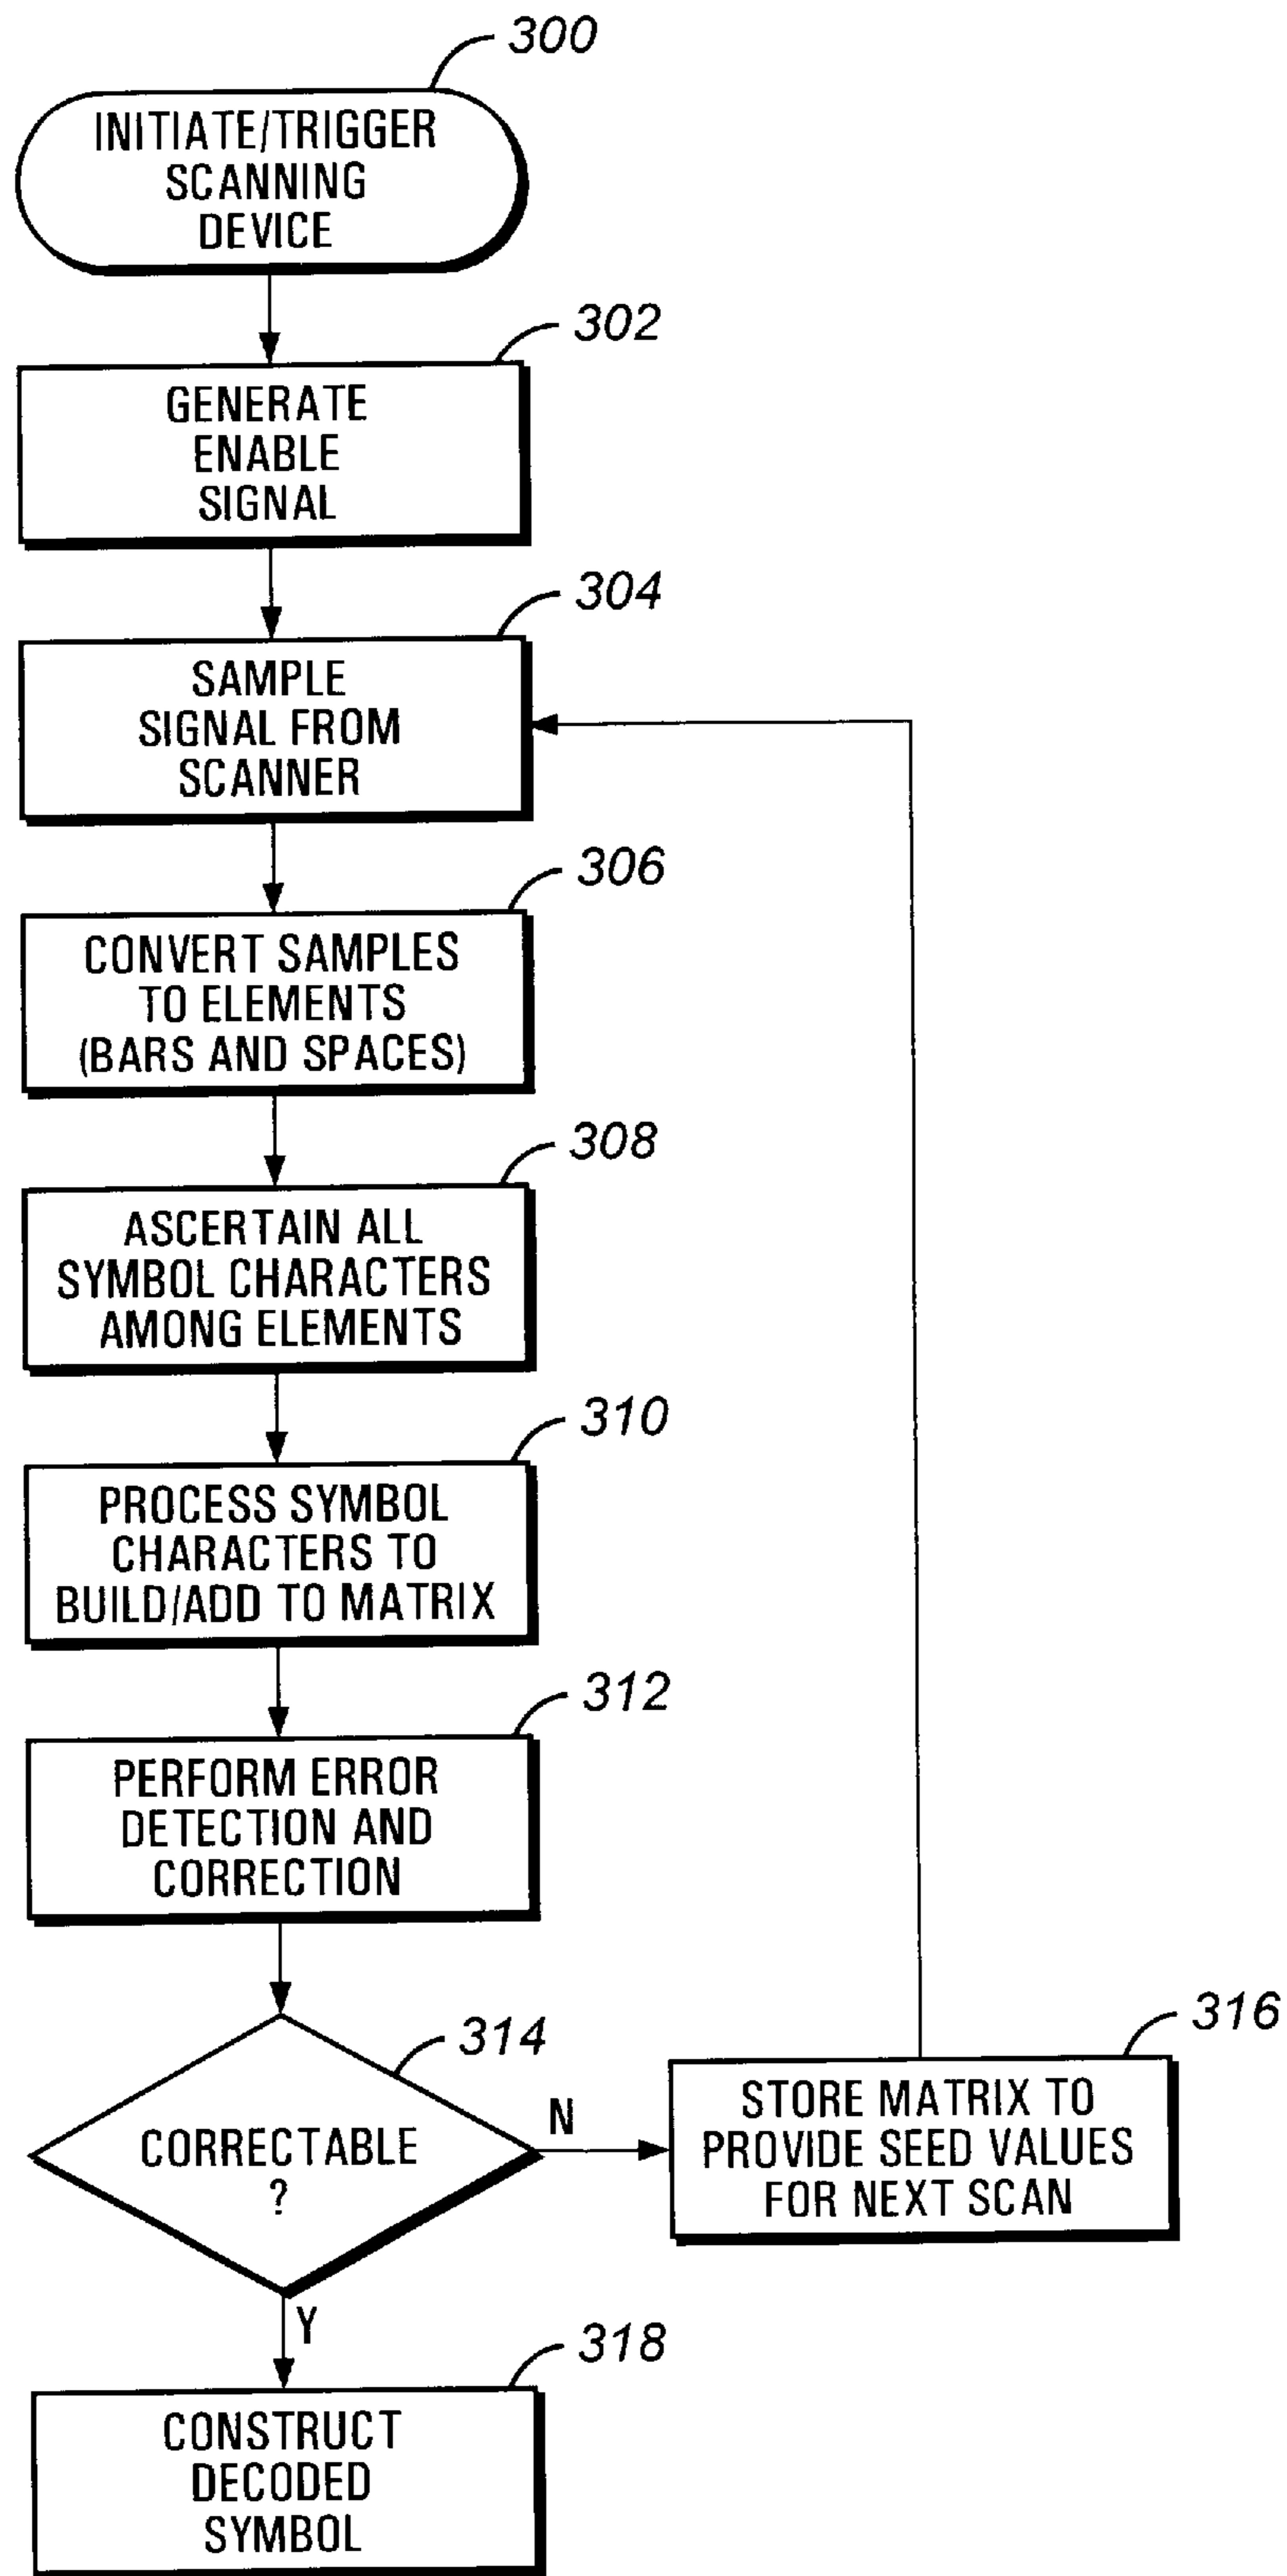 300
INITIATE/TRIGGER
SCANNING
DEVICE
302
GENERATE
ENABLE
SIGNAL
304
SAMPLE
SIGNAL FROM
SCANNER
306
CONVERT SAMPLES
TO ELEMENTS
(BARS AND SPACES)
308
ASCERTAIN ALL
SYMBOL CHARACTERS
AMONG ELEMENTS
310
PROCESS SYMBOL
CHARACTERS TO
BUILD/ADD TO MATRIX
312
PERFORM ERROR
DETECTION AND
CORRECTION
314
CORRECTABLE
?
N
316
STORE MATRIX TO
PROVIDE SEED VALUES
FOR NEXT SCAN
Y
318
CONSTRUCT
DECODED
SYMBOL